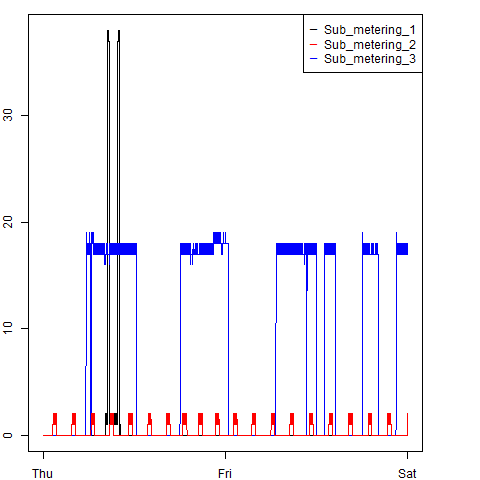 Sub_metering_1
Sub_metering_2
Sub_metering_3
30
20
10
0
Thu Fri Sat